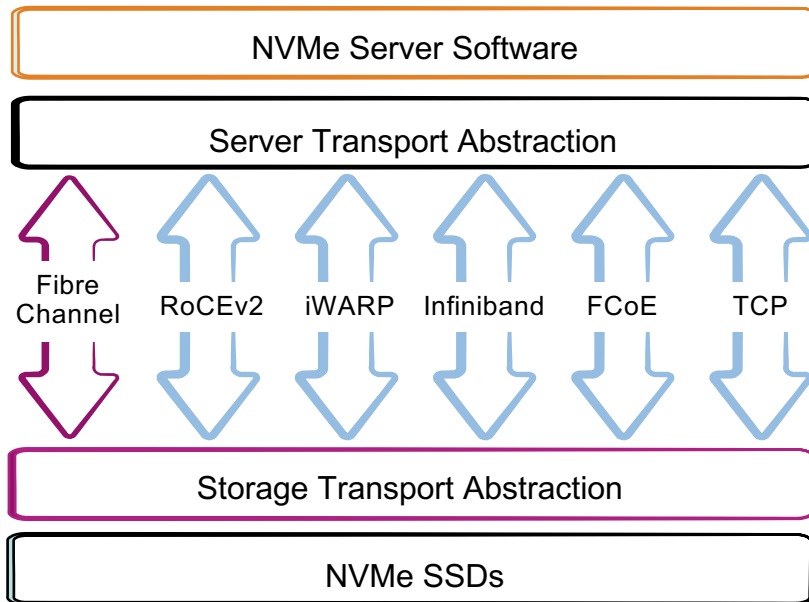 NVMe Server Software
Server Transport Abstraction
Fibre
Channel
RoCEv2
iWARP
Infiniband
FCoE
TCP
Storage Transport Abstraction
NVMe SSDs